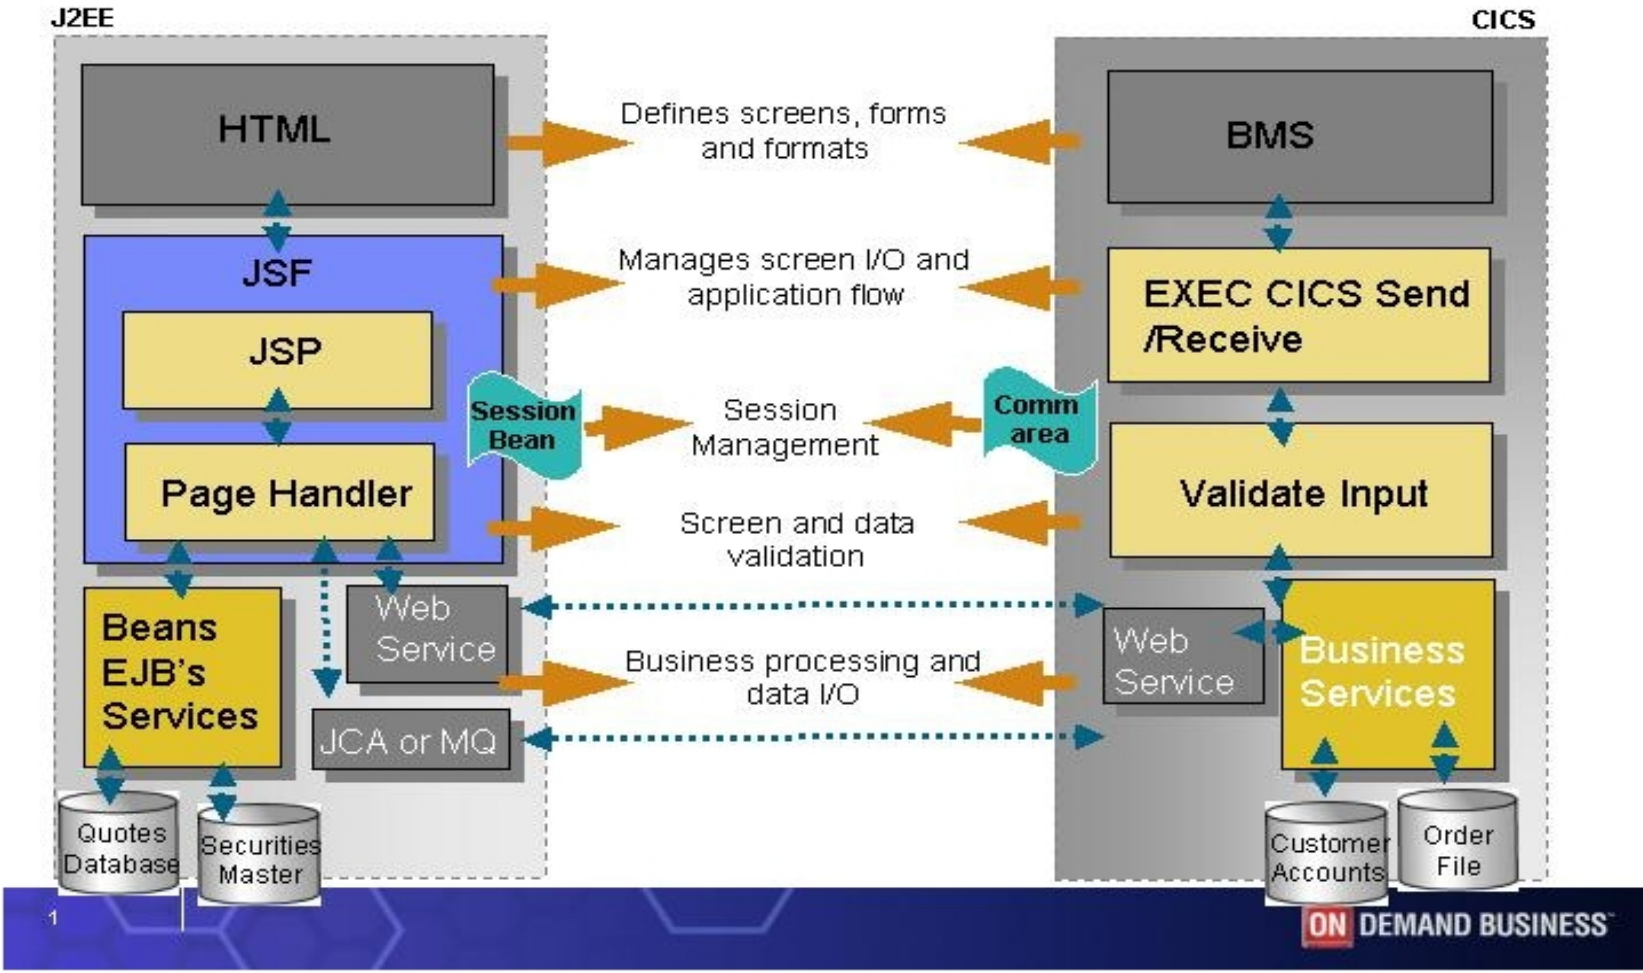 J2EE
CICS
HTML
Defines screens, forms
and formats
BMS
JSF
Manages screen I/O and
application flow
EXEC CICS Send
/Receive
JSP
Session
Bean
Session
Management
Comm
area
Page Handler
Screen and data
validation
Validate Input
Beans
EJB's
Services
Web
Service
JCA or MQ
Business processing and
data I/O
Web
Service
Business
Services
Quotes
Database
Securities
Master
Customer
Accounts
Order
File
1
ON DEMAND BUSINESS™